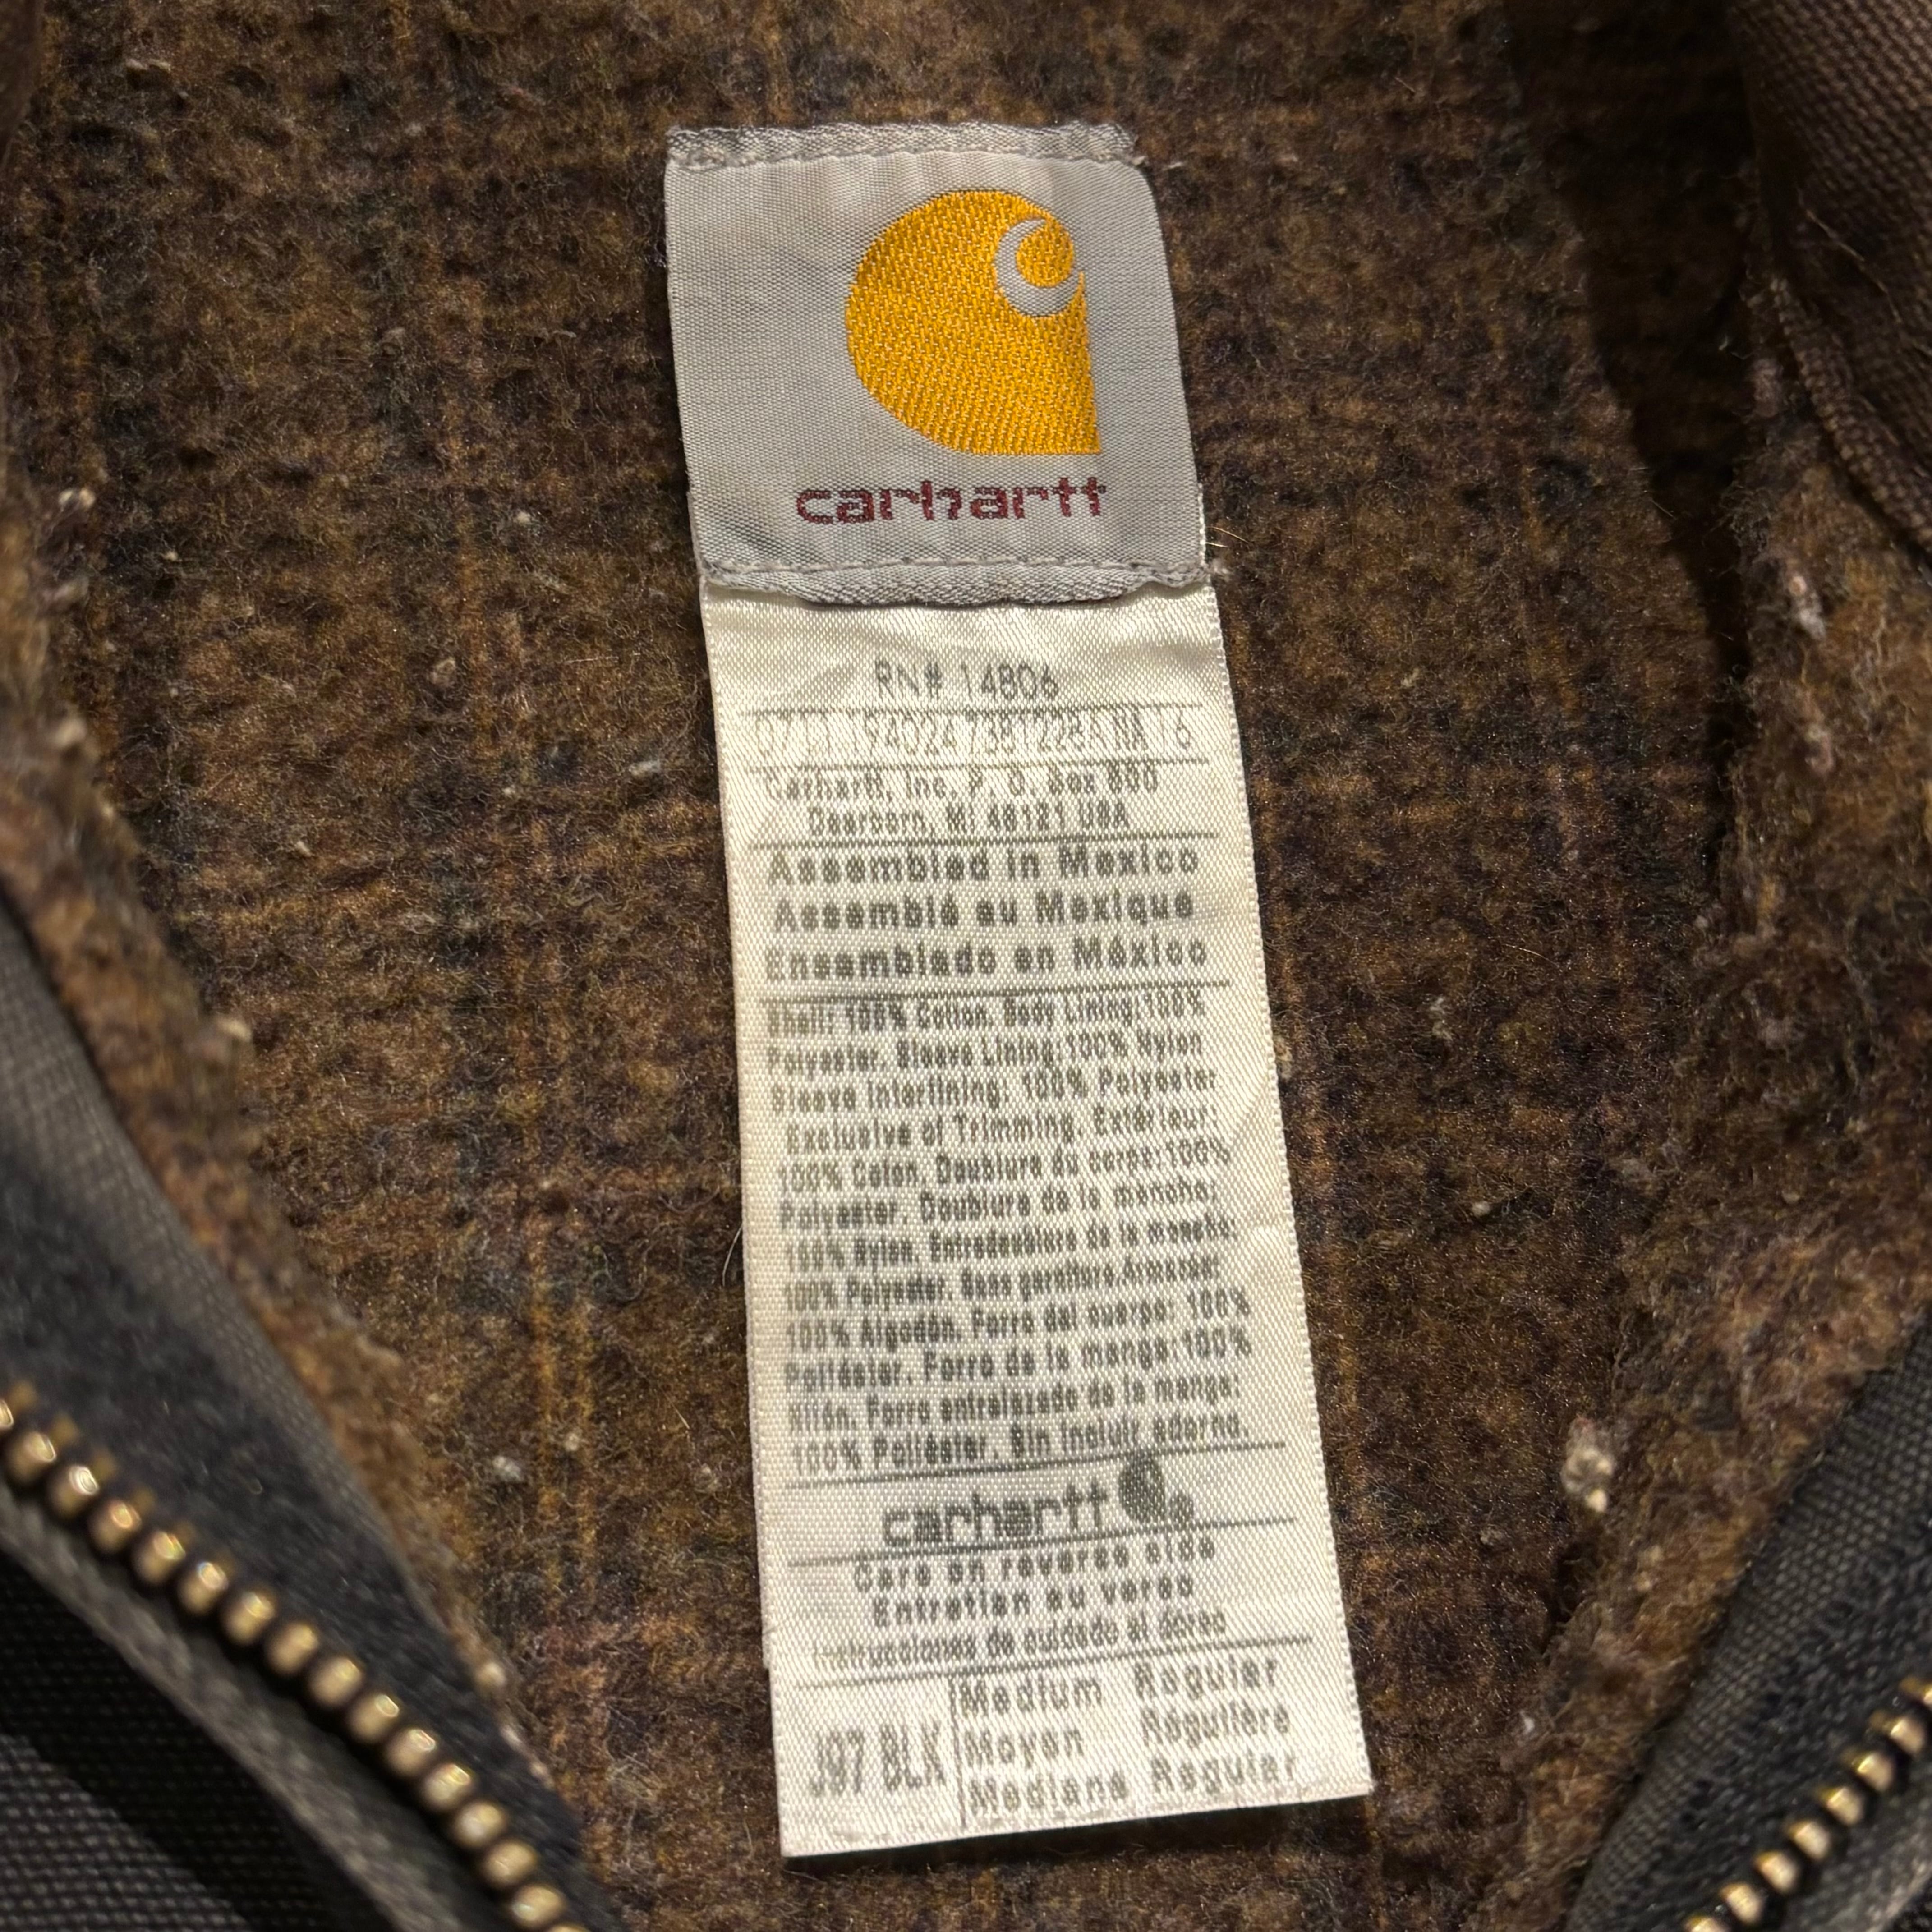 carhartt
RN# 14806
Carhartt, Inc. P. O. Box 600
Dearborn, MI 48121 USA
Assembled in Mexico
Assemblé au Mexique
Ensamblado en México
Shell: 100% Cotton. Body Lining:100%
Polyester. Sleeve Lining:100% Nylon
Sleeve Interlining: 100% Polyester
Exclusive of Trimming. Extérieur:
100% Coton. Doublure du corps:100%
Polyester. Doublure de la manche:
100% Nylon. Entredoublure de la manche:
100% Polyester. Sans garniture.
100% Algodón. Forro del cuerpo: 100%
Poliéster. Forro de la manga:100%
Nilón. Forro entrelazado de la manga:
100% Poliéster. Sin incluir adorno.
carhartt
Care on reverse side
Entretien au verso
Instrucciones de cuidado al dorso
J97 BLK
Medium Regular
Moyen Régulière
Mediana Regular